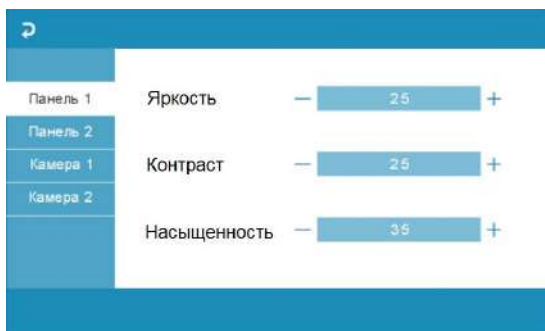 Панель 1
Панель 2
Камера 1
Камера 2
Яркость — 25 +
Контраст — 25 +
Насыщенность — 35 +